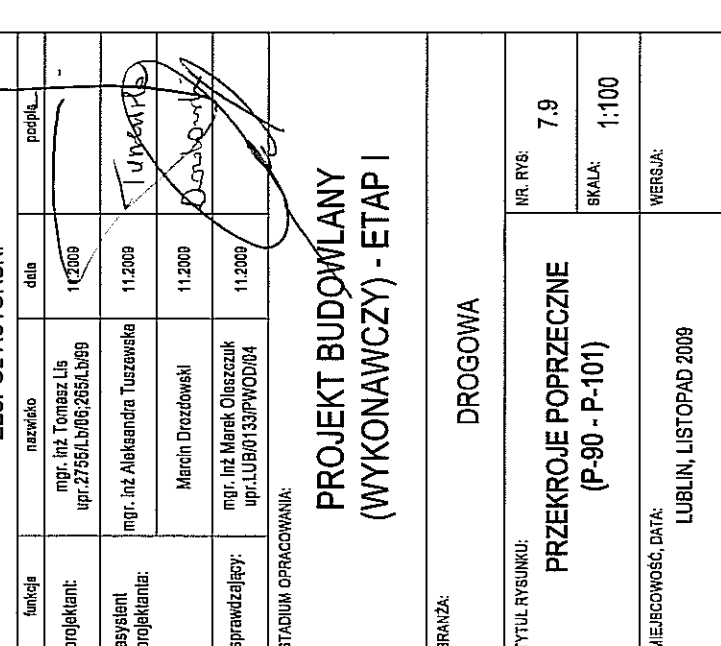 funkcja nazwisko data podpis
projektant: mgr. inż Tomasz Lis 11.2009
upr.2755/Lb/86;265/Lb/99
asystent
projektanta: mgr. inż Aleksandra Tuszewska 11.2009
Marcin Drozdowski 11.2009
sprawdzający: mgr. inż Marek Oleszczuk 11.2009
upr.LUB/0133/PWOD/04
STADIUM OPRACOWANIA:
PROJEKT BUDOWLANY
(WYKONAWCZY) - ETAP I
BRANŻA:
DROGOWA
TYTUŁ RYSUNKU:
PRZEKROJE POPRZECZNE
(P-90 - P-101)
NR. RYS:
7.9
SKALA:
1:100
MIEJSCOWOŚĆ, DATA:
LUBLIN, LISTOPAD 2009
WERSJA: